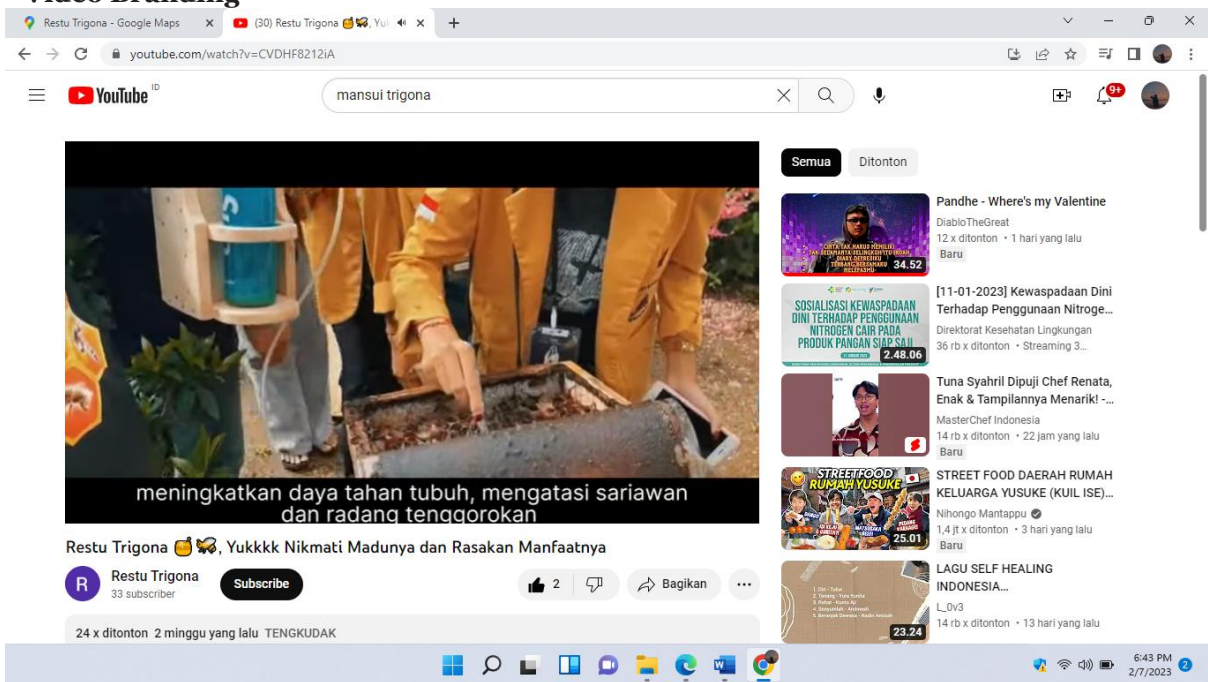 Video Branding
Restu Trigona - Google Maps
(30) Restu Trigona 🍯🐝, Yu
youtube.com/watch?v=CVDHF8212iA
YouTube ID
mansui trigona
9+
Semua
Ditonton
meningkatkan daya tahan tubuh, mengatasi sariawan
dan radang tenggorokan
Restu Trigona 🍯🐝, Yukkkk Nikmati Madunya dan Rasakan Manfaatnya
R
Restu Trigona
33 subscriber
Subscribe
2
Bagikan
24 x ditonton 2 minggu yang lalu TENGKUDAK
CINTA TAK HARUS MEMILIKI
34.52
Pandhe - Where's my Valentine
DiabloTheGreat
12 x ditonton • 1 hari yang lalu
Baru
SOSIALISASI KEWASPADAAN
DINI TERHADAP PENGGUNAAN
NITROGEN CAIR PADA
PRODUK PANGAN SIAP SAJI
2.48.06
[11-01-2023] Kewaspadaan Dini
Terhadap Penggunaan Nitroge...
Direktorat Kesehatan Lingkungan
36 rb x ditonton • Streaming 3...
Tuna Syahril Dipuji Chef Renata,
Enak & Tampilannya Menarik! -...
MasterChef Indonesia
14 rb x ditonton • 22 jam yang lalu
Baru
STREETFOOD
RUMAH YUSUKE
25.01
STREET FOOD DAERAH RUMAH
KELUARGA YUSUKE (KUIL ISE)...
Nihongo Mantappu
1,4 jt x ditonton • 3 hari yang lalu
Baru
23.24
LAGU SELF HEALING
INDONESIA...
L_0v3
14 rb x ditonton • 13 hari yang lalu
6:43 PM
2/7/2023
2